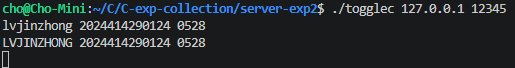 cho@Cho-Mini:~/C/C-exp-collection/server-exp2$ ./togglec 127.0.0.1 12345
lvjinzhong 2024414290124 0528
LVJINZHONG 2024414290124 0528